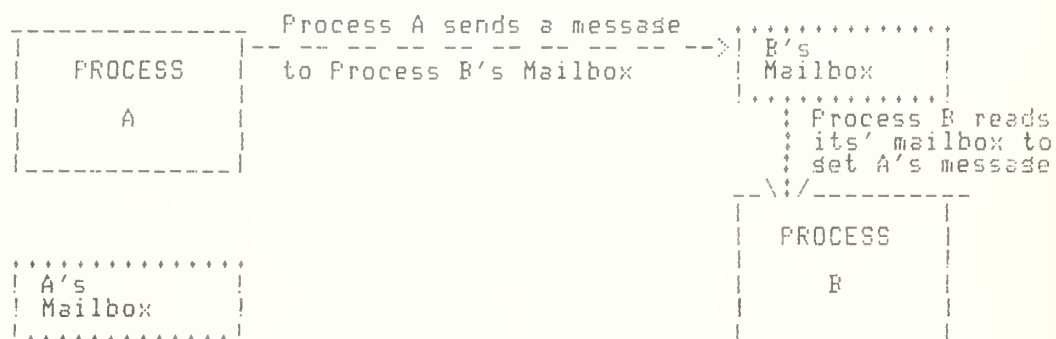 Process A sends a message
to Process B's Mailbox
PROCESS
A
B's
Mailbox
Process B reads
its' mailbox to
get A's message
PROCESS
B
A's
Mailbox